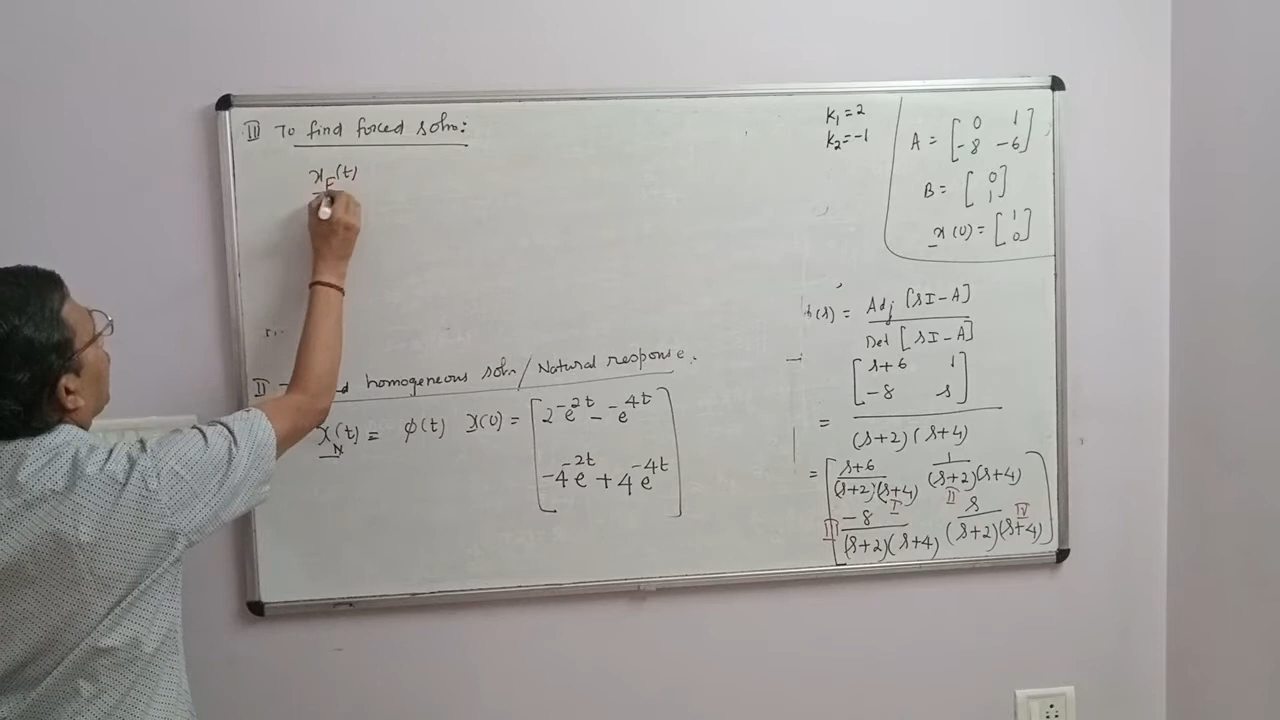 II To find forced soln:
x_F(t)
II homogeneous soln/Natural response.
x_N(t) = φ(t) x(0) = [2e^-2t - e^-4t
-4e^-2t + 4e^-4t]
K₁=2
K₂=-1
A = [0 1
-8 -6]
B = [0
1]
x(0) = [1
0]
(s) = Adj [sI-A]
Det [sI-A]
[s+6 1
-8 s]
= (s+2)(s+4)
= [s+6 / (s+2)(s+4) I 1 / (s+2)(s+4) II
III -8 / (s+2)(s+4) s / (s+2)(s+4) IV]